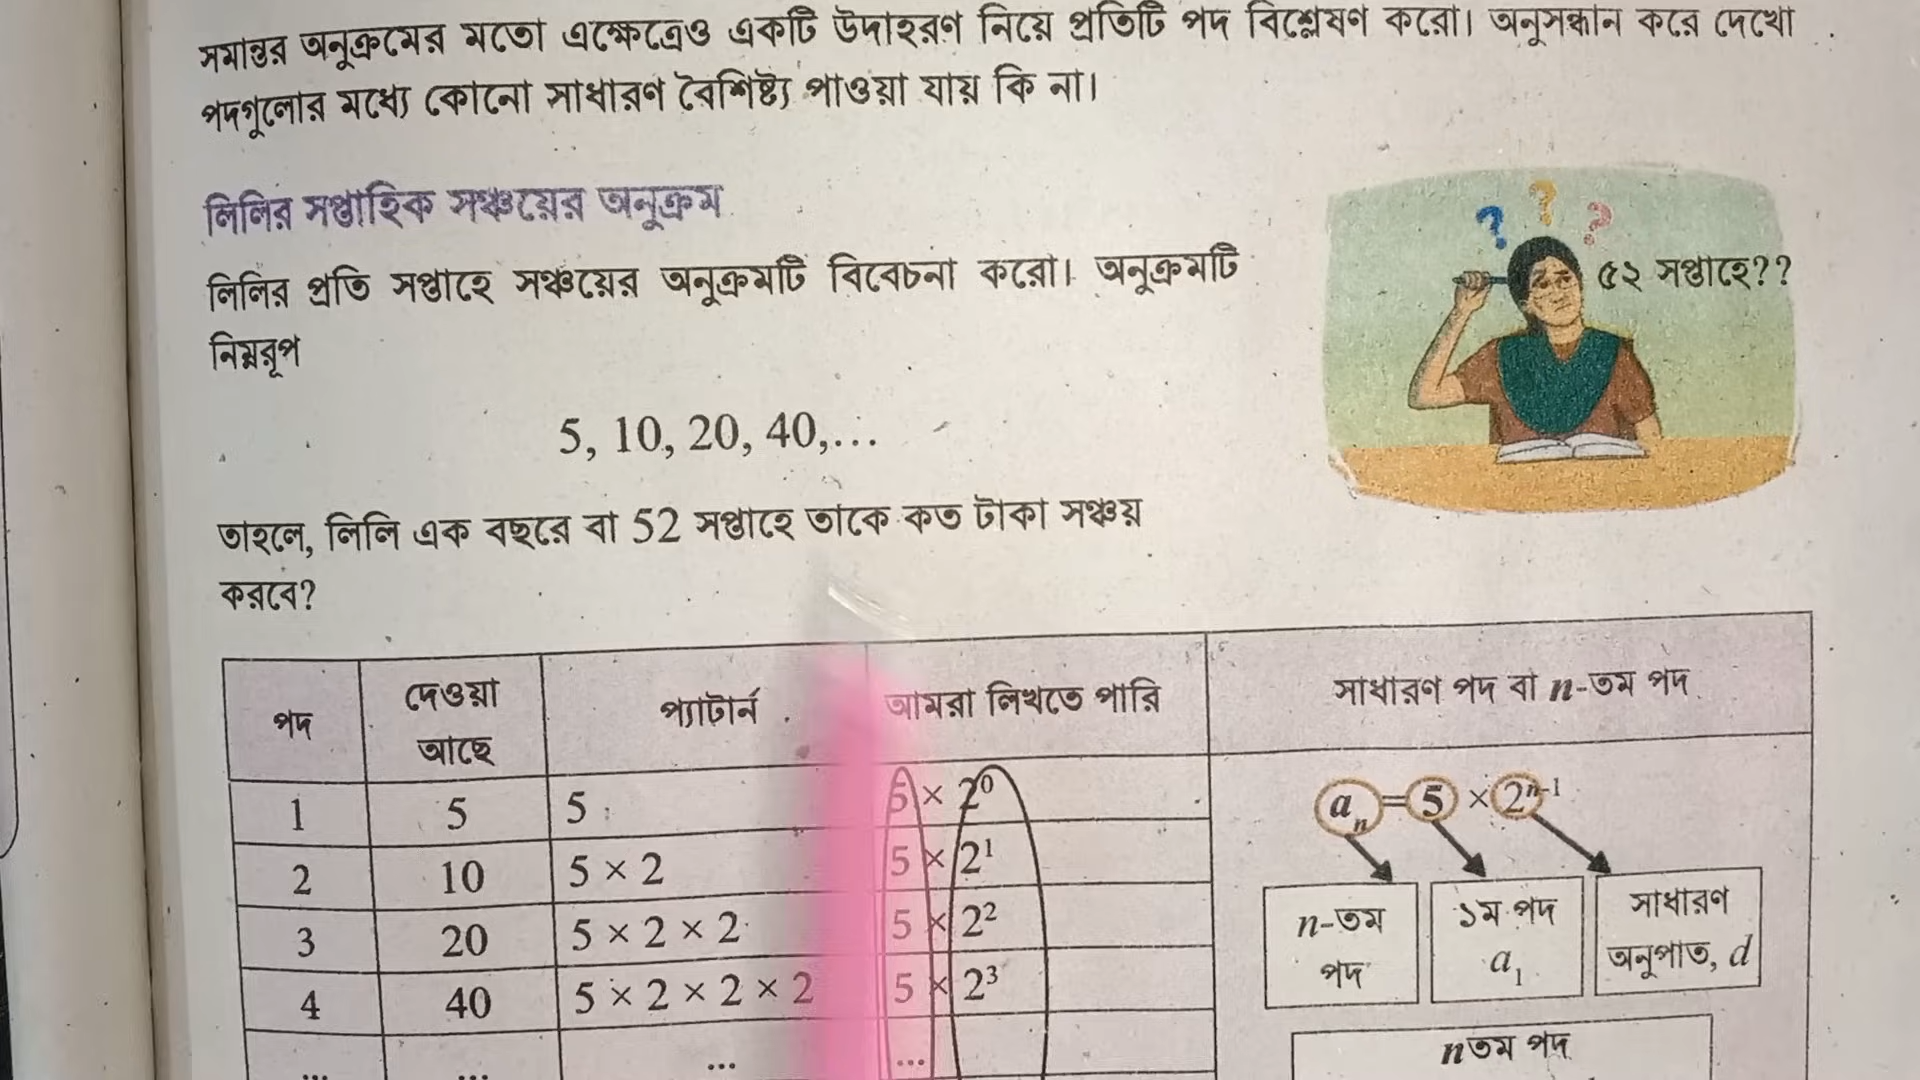 সমান্তর অনুক্রমের মতো এক্ষেত্রেও একটি উদাহরণ নিয়ে প্রতিটি পদ বিশ্লেষণ করো। অনুসন্ধান করে দেখো
পদগুলোর মধ্যে কোনো সাধারণ বৈশিষ্ট্য পাওয়া যায় কি না।
লিলির সপ্তাহিক সঞ্চয়ের অনুক্রম
লিলির প্রতি সপ্তাহে সঞ্চয়ের অনুক্রমটি বিবেচনা করো। অনুক্রমটি
নিম্নরূপ
? ? ?
৫২ সপ্তাহে??
5, 10, 20, 40,...
তাহলে, লিলি এক বছরে বা 52 সপ্তাহে তাকে কত টাকা সঞ্চয়
করবে?
পদ দেওয়া আছে প্যাটার্ন আমরা লিখতে পারি সাধারণ পদ বা n-তম পদ
1 5 5 5 × 2⁰
2 10 5 × 2 5 × 2¹
3 20 5 × 2 × 2 5 × 2²
4 40 5 × 2 × 2 × 2 5 × 2³
... ... ... ...
aₙ = 5 × 2ⁿ⁻¹
n-তম পদ
১ম পদ a₁
সাধারণ অনুপাত, d
nতম পদ